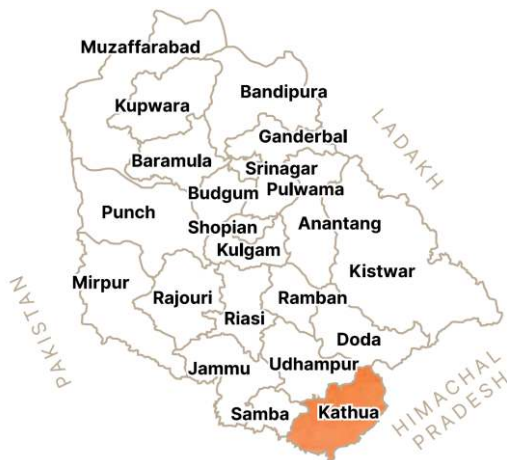 Muzaffarabad
Bandipura
Kupwara
LADAKH
Ganderbal
Baramula
Srinagar
Budgum
Pulwama
Punch
Anantang
Shopian
Kulgam
Kistwar
Mirpur
PAKISTAN
Rajouri
Ramban
Riasi
Doda
Jammu
Udhampur
HIMACHAL
PRADESH
Samba
Kathua